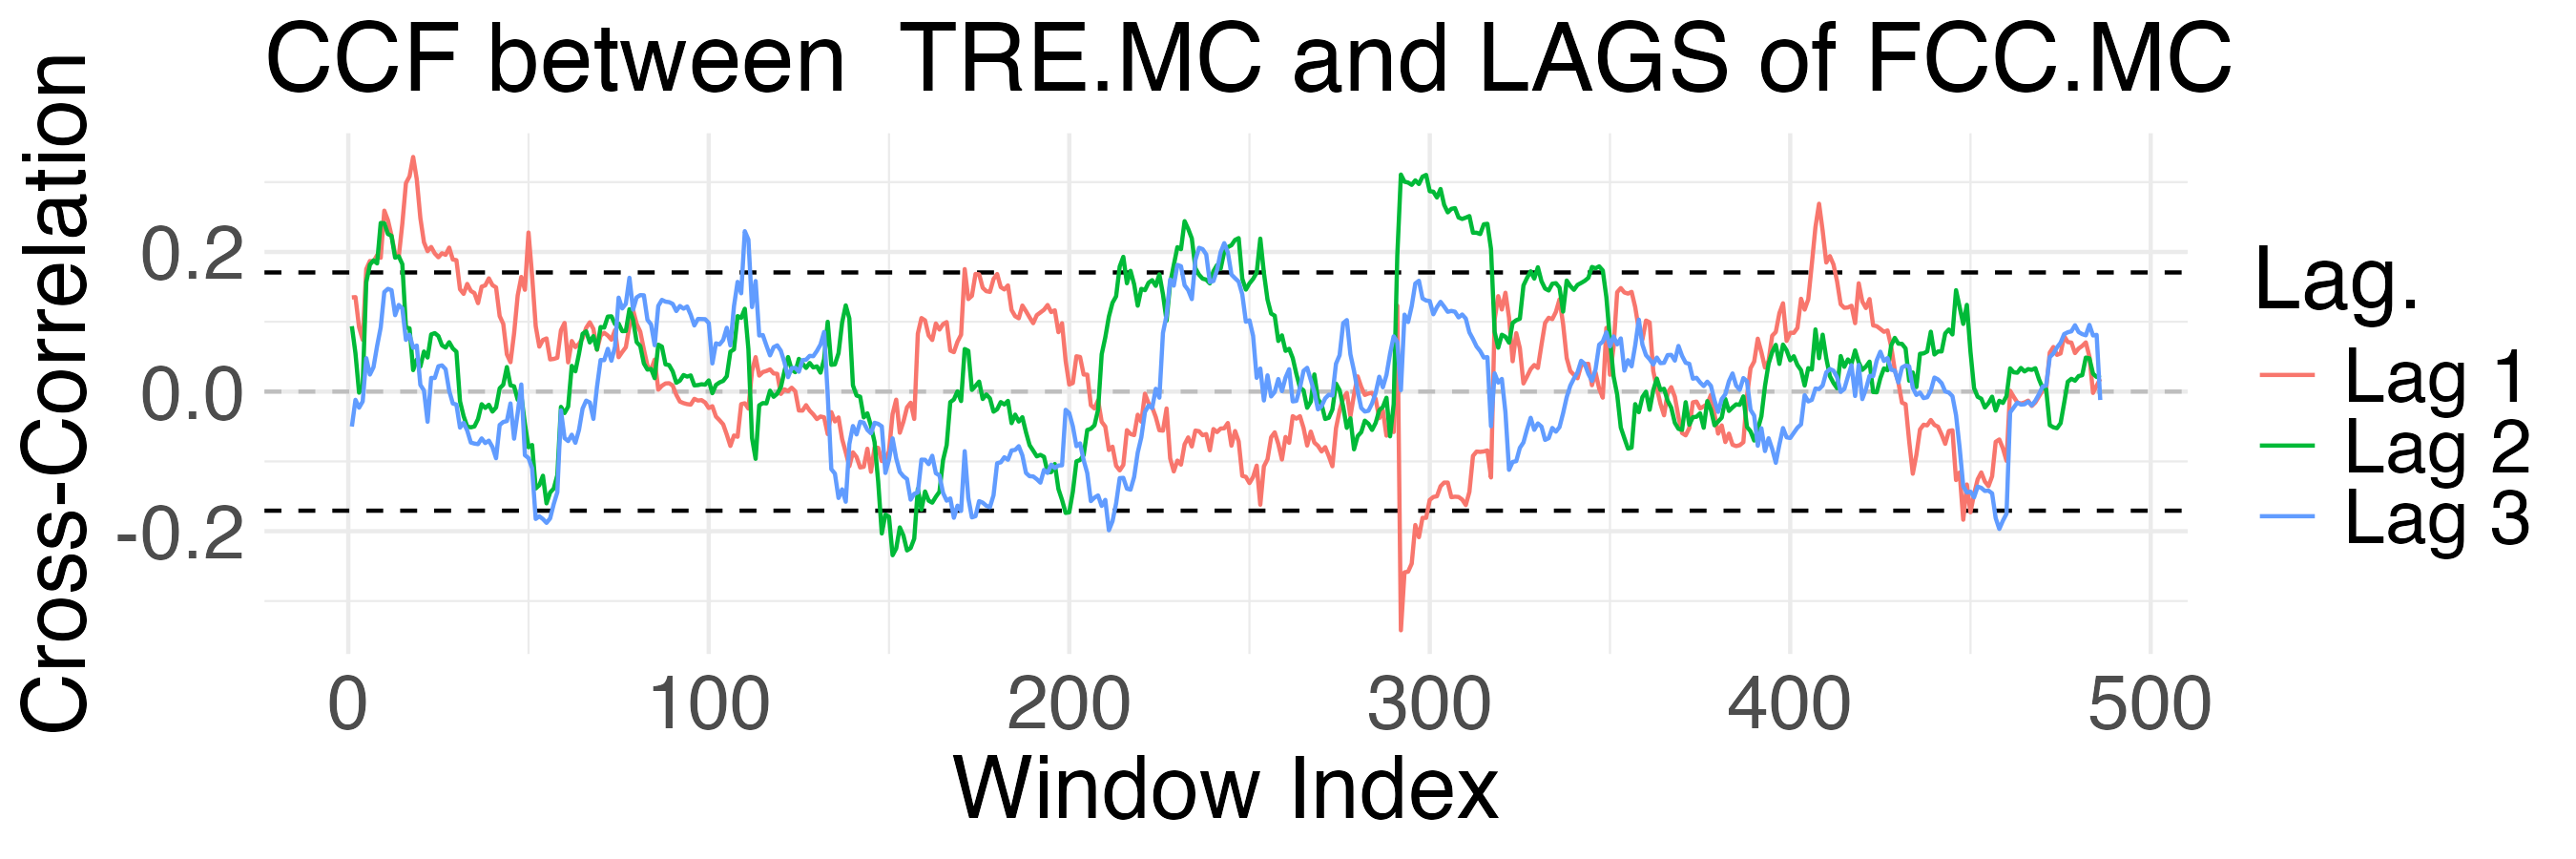 CCF between  TRE.MC and LAGS of FCC.MC
Cross-Correlation
0.2
0.0
-0.2
0 100 200 300 400 500
Window Index
Lag.
Lag 1
Lag 2
Lag 3